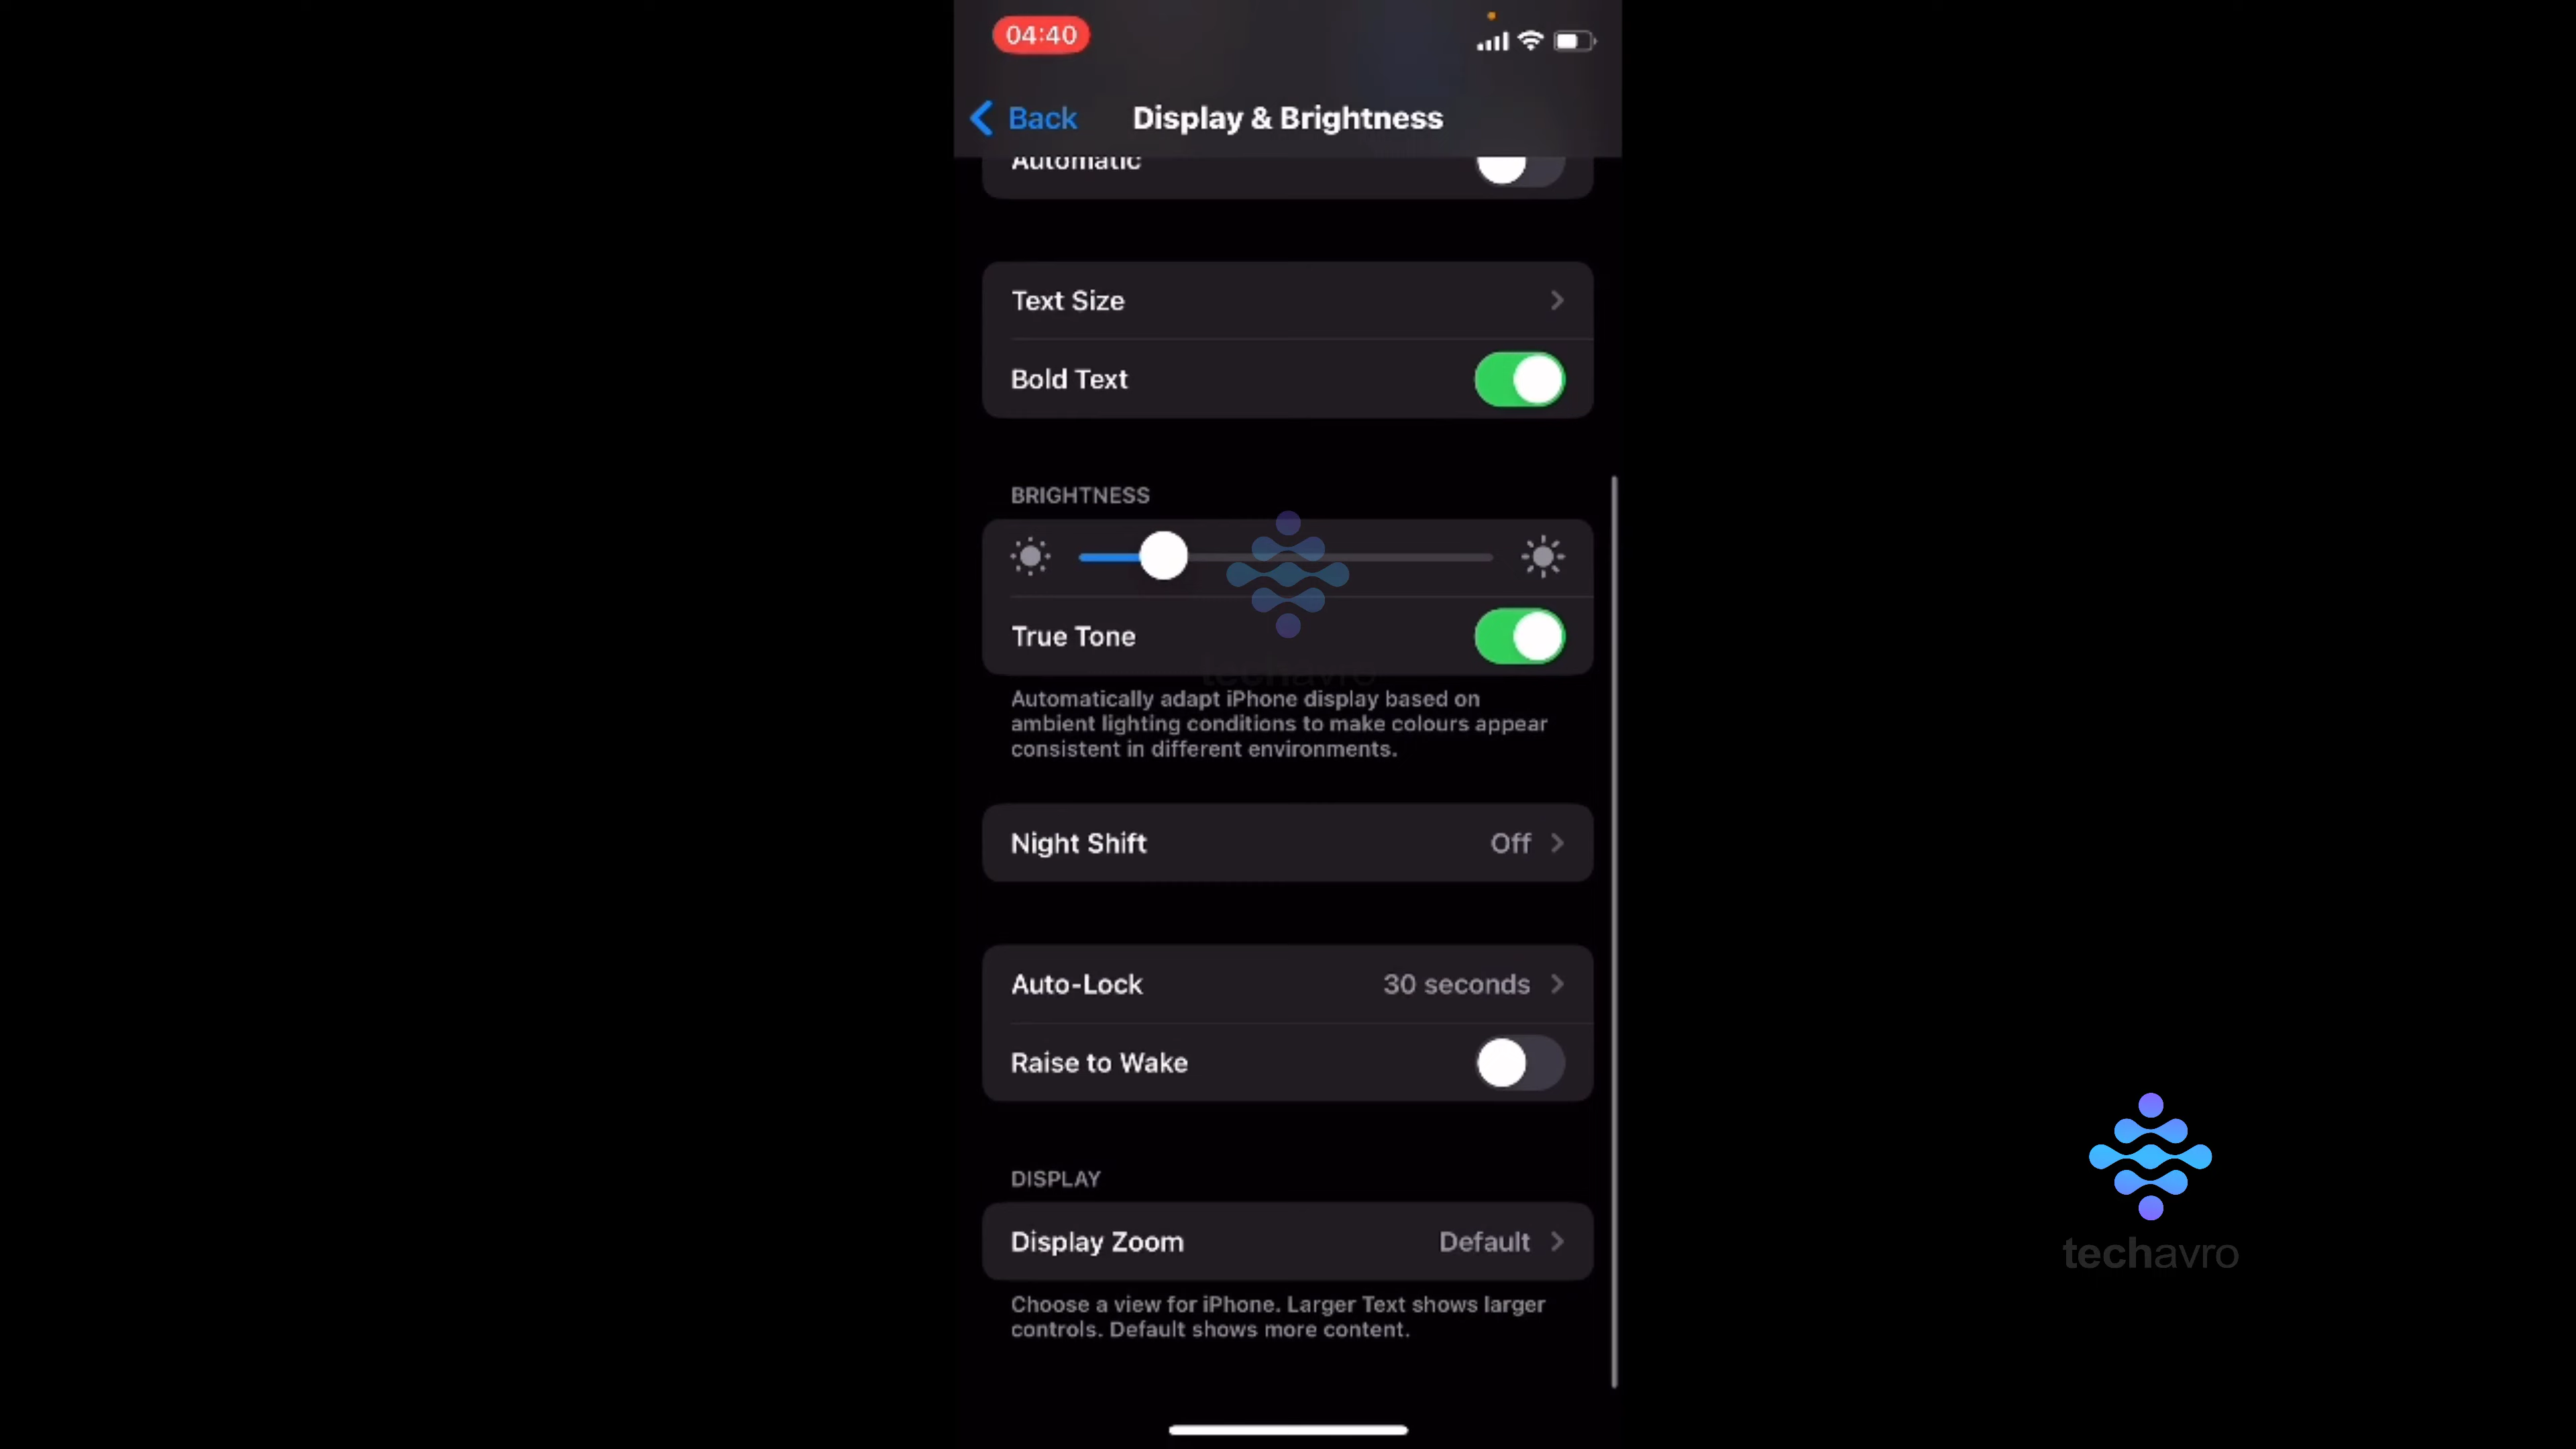 04:40
Back
Display & Brightness
Automatic
Text Size
Bold Text
BRIGHTNESS
True Tone
techavro
Automatically adapt iPhone display based on
ambient lighting conditions to make colours appear
consistent in different environments.
Night Shift
Off
Auto-Lock
30 seconds
Raise to Wake
DISPLAY
Display Zoom
Default
Choose a view for iPhone. Larger Text shows larger
controls. Default shows more content.
techavro